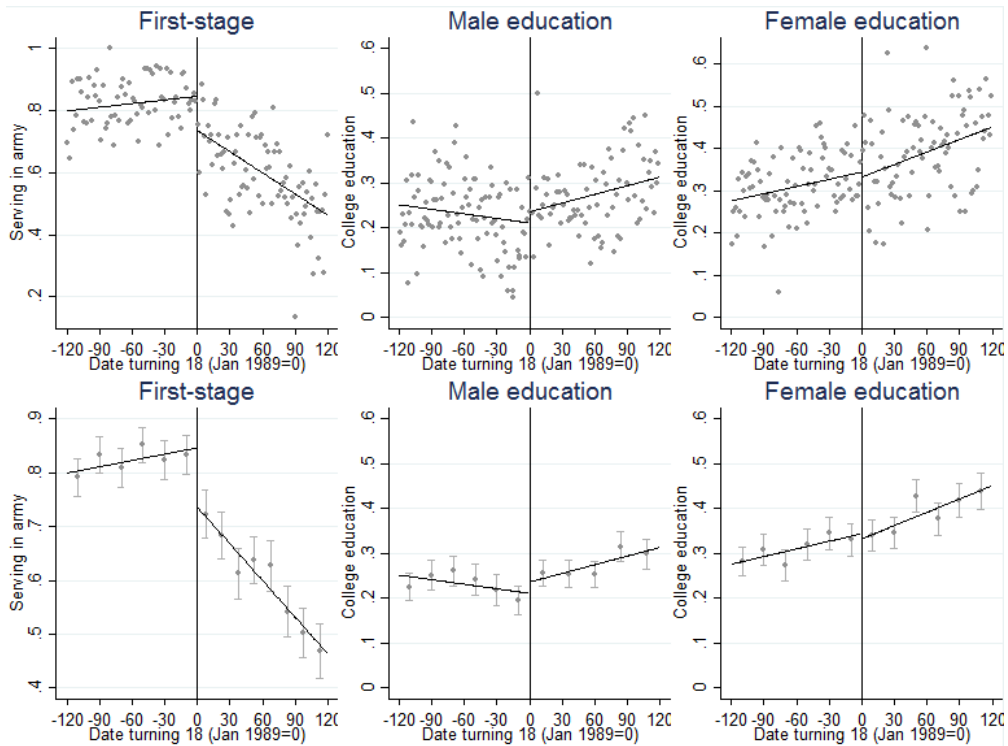 First-stage
Serving in army
1
.8
.6
.4
.2
-120 -90 -60 -30 0 30 60 90 120
Date turning 18 (Jan 1989=0)
Male education
College education
.6
.5
.4
.3
.2
.1
0
-120 -90 -60 -30 0 30 60 90 120
Date turning 18 (Jan 1989=0)
Female education
College education
.6
.5
.4
.3
.2
.1
0
-120 -90 -60 -30 0 30 60 90 120
Date turning 18 (Jan 1989=0)
First-stage
Serving in army
.9
.8
.7
.6
.5
.4
-120 -90 -60 -30 0 30 60 90 120
Date turning 18 (Jan 1989=0)
Male education
College education
.6
.5
.4
.3
.2
.1
0
-120 -90 -60 -30 0 30 60 90 120
Date turning 18 (Jan 1989=0)
Female education
College education
.6
.5
.4
.3
.2
.1
0
-120 -90 -60 -30 0 30 60 90 120
Date turning 18 (Jan 1989=0)